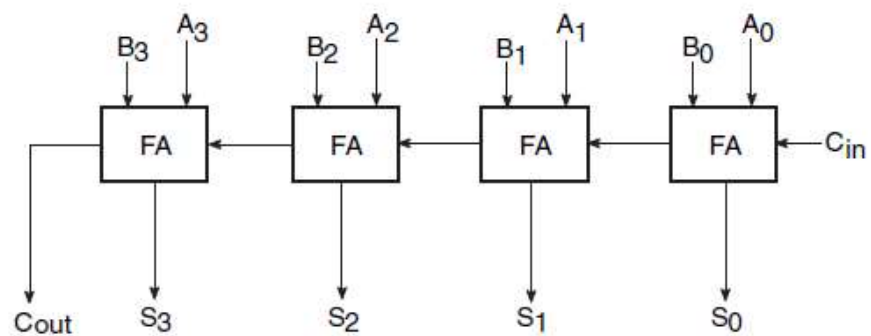 B3 A3 B2 A2 B1 A1 B0 A0
FA FA FA FA Cin
Cout S3 S2 S1 S0